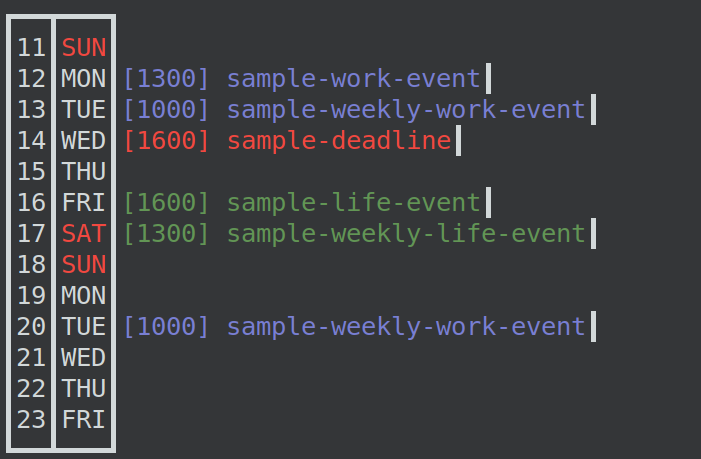 11 SUN
12 MON [1300] sample-work-event
13 TUE [1000] sample-weekly-work-event
14 WED [1600] sample-deadline
15 THU
16 FRI [1600] sample-life-event
17 SAT [1300] sample-weekly-life-event
18 SUN
19 MON
20 TUE [1000] sample-weekly-work-event
21 WED
22 THU
23 FRI